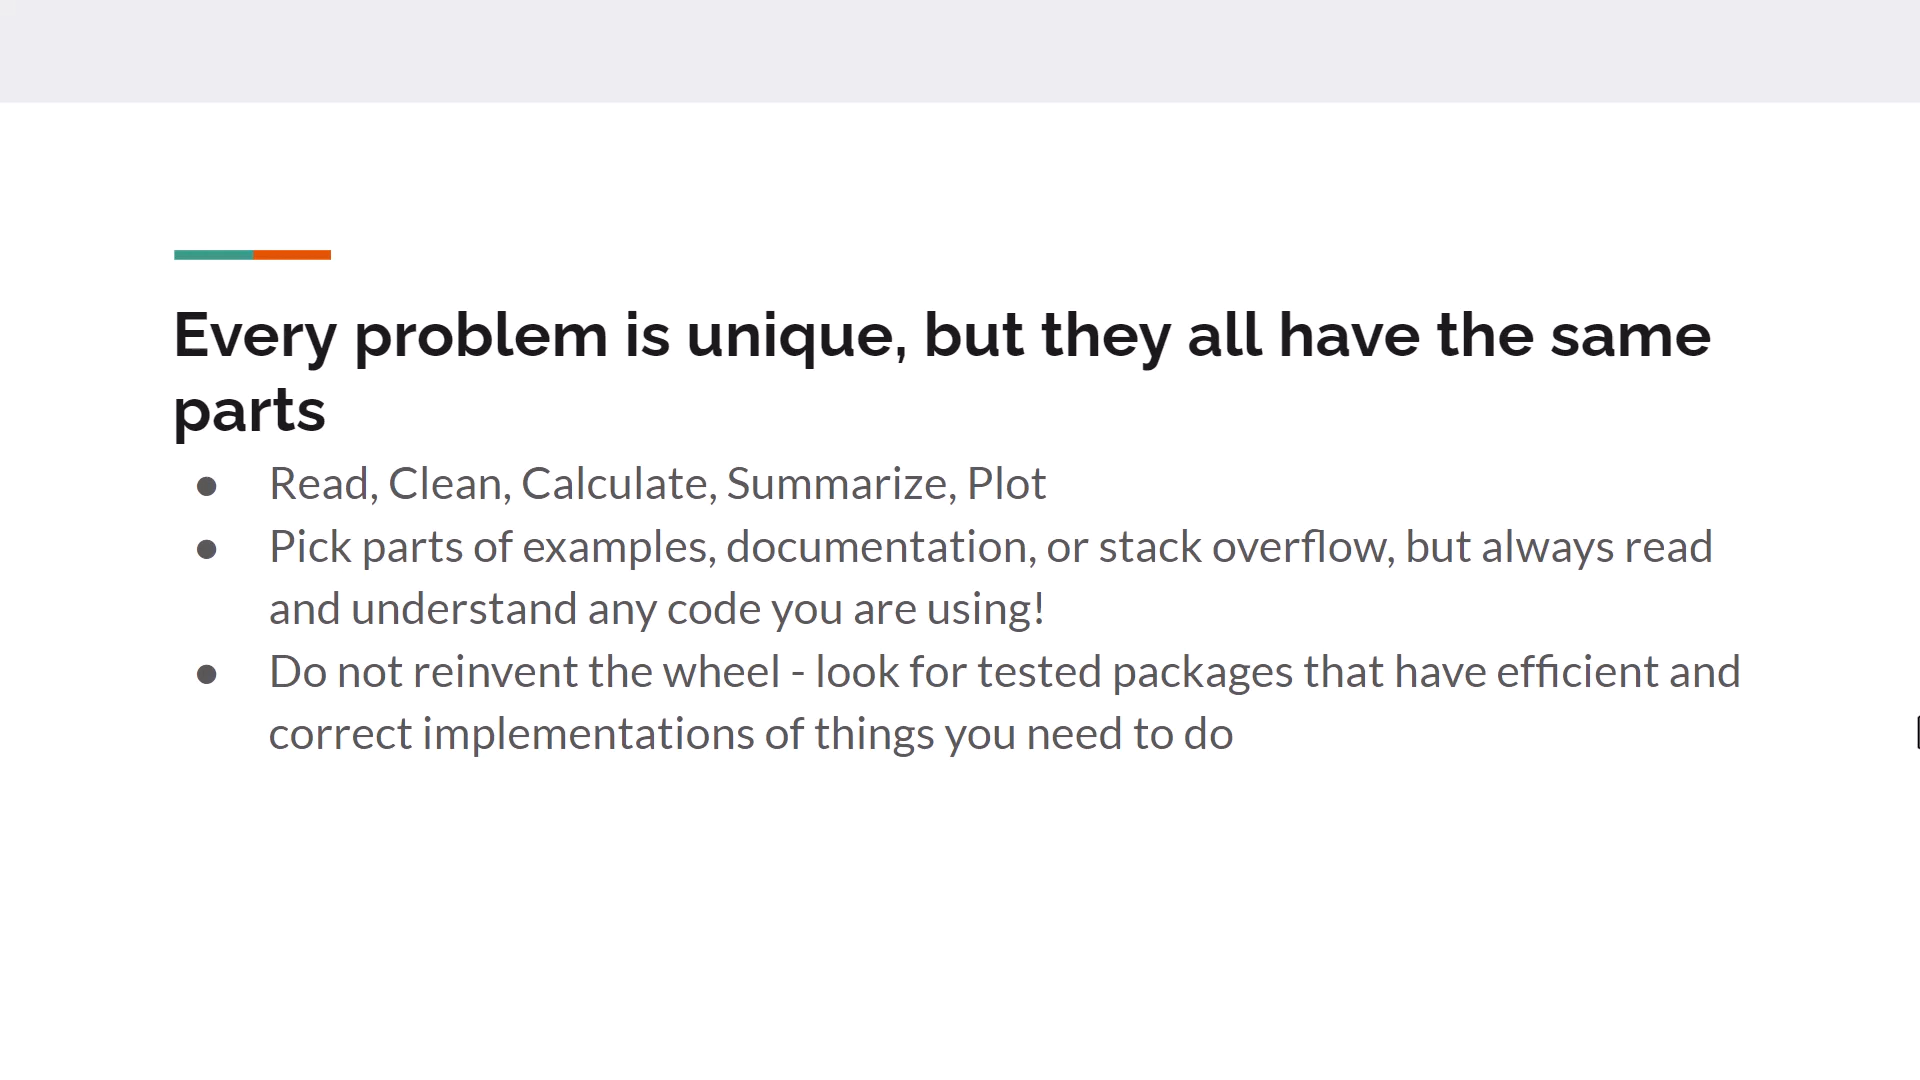 Every problem is unique, but they all have the same
parts
● Read, Clean, Calculate, Summarize, Plot
● Pick parts of examples, documentation, or stack overflow, but always read
and understand any code you are using!
● Do not reinvent the wheel - look for tested packages that have efficient and
correct implementations of things you need to do